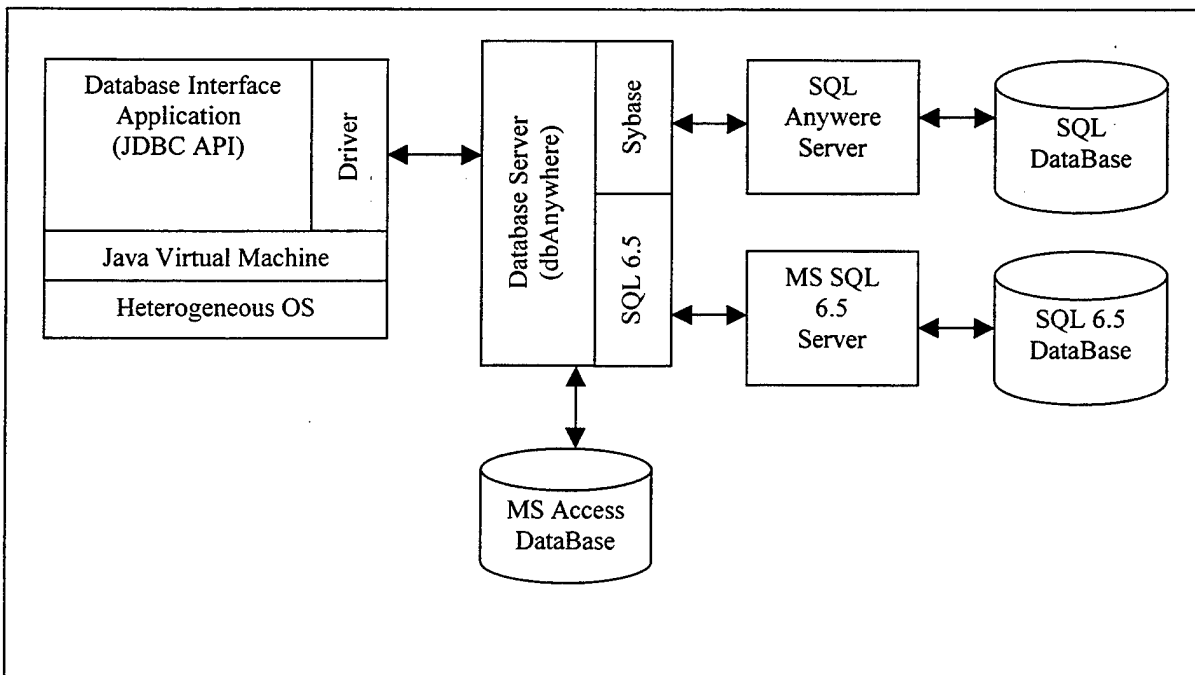 Database Interface
Application
(JDBC API)
Driver
Java Virtual Machine
Heterogeneous OS
Database Server
(dbAnywhere)
Sybase
SQL 6.5
SQL
Anywere
Server
SQL
DataBase
MS SQL
6.5
Server
SQL 6.5
DataBase
MS Access
DataBase